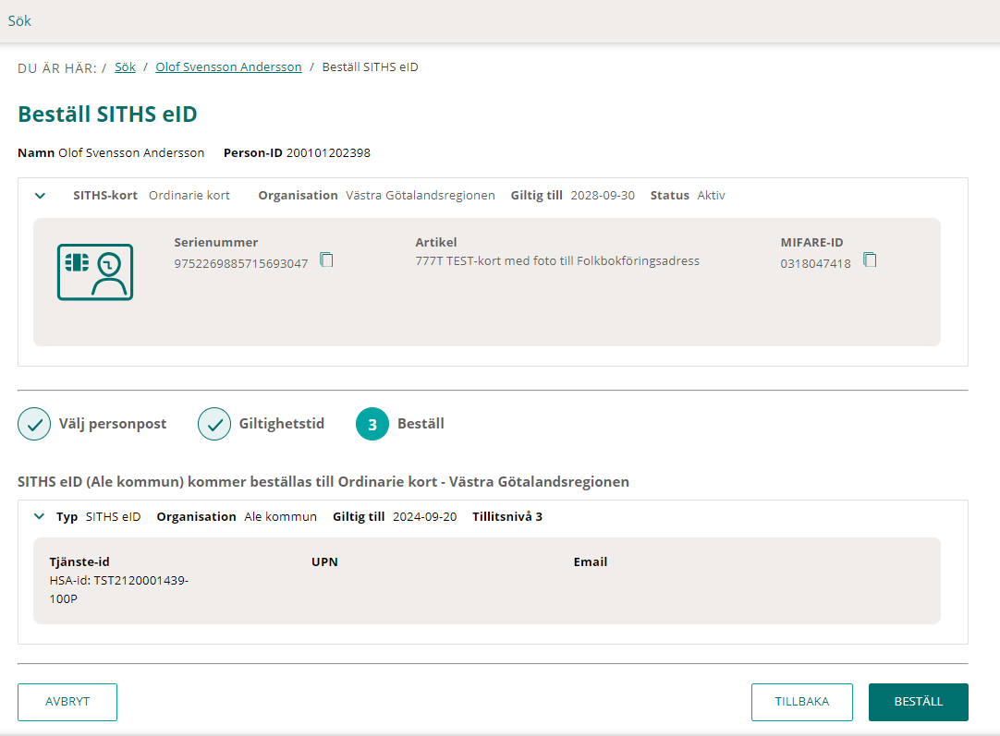 Sök
DU ÄR HÄR: / Sök / Olof Svensson Andersson / Beställ SITHS eID
Beställ SITHS eID
Namn Olof Svensson Andersson Person-ID 200101202398
SITHS-kort Ordinarie kort Organisation Västra Götalandsregionen Giltig till 2028-09-30 Status Aktiv
Serienummer Artikel MIFARE-ID
9752269885715693047 777T TEST-kort med foto till Folkbokföringsadress 0318047418
Välj personpost Giltighetstid 3 Beställ
SITHS eID (Ale kommun) kommer beställas till Ordinarie kort - Västra Götalandsregionen
Typ SITHS eID Organisation Ale kommun Giltig till 2024-09-20 Tillitsnivå 3
Tjänste-id UPN Email
HSA-id: TST2120001439-
100P
AVBRYT TILLBAKA BESTÄLL